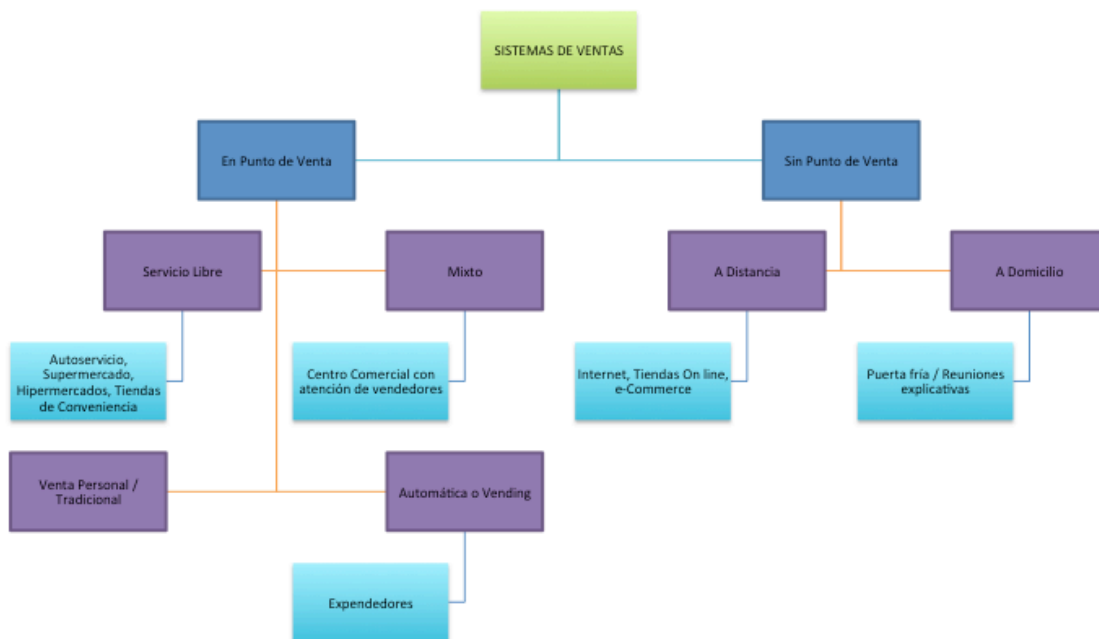 SISTEMAS DE VENTAS
En Punto de Venta
Sin Punto de Venta
Servicio Libre
Mixto
A Distancia
A Domicilio
Autoservicio,
Supermercado,
Hipermercados, Tiendas
de Conveniencia
Centro Comercial con
atención de vendedores
Internet, Tiendas On line,
e-Commerce
Puerta fría / Reuniones
explicativas
Venta Personal /
Tradicional
Automática o Vending
Expendedores